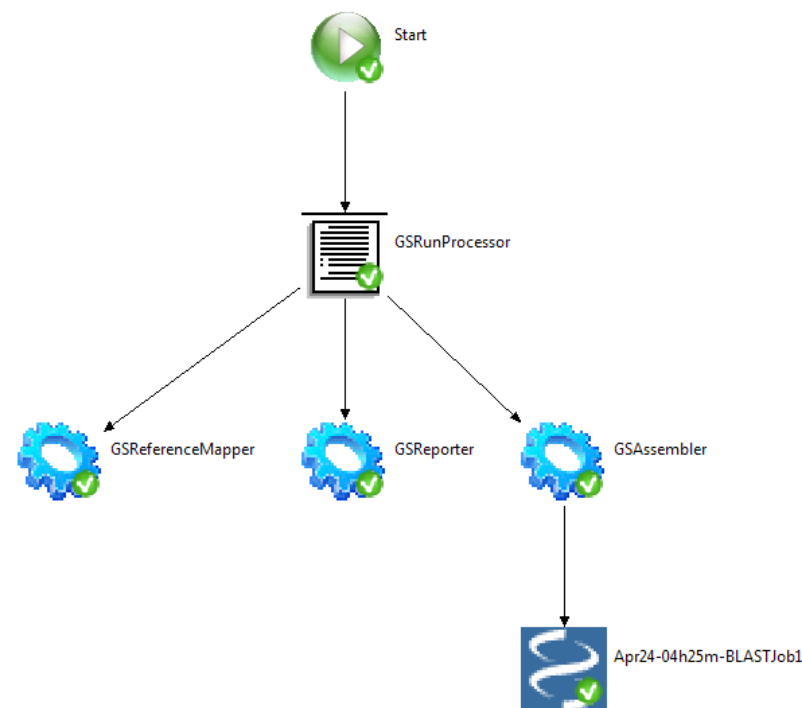 Start
GSRunProcessor
GSReferenceMapper
GSReporter
GSAssembler
Apr24-04h25m-BLASTJob1